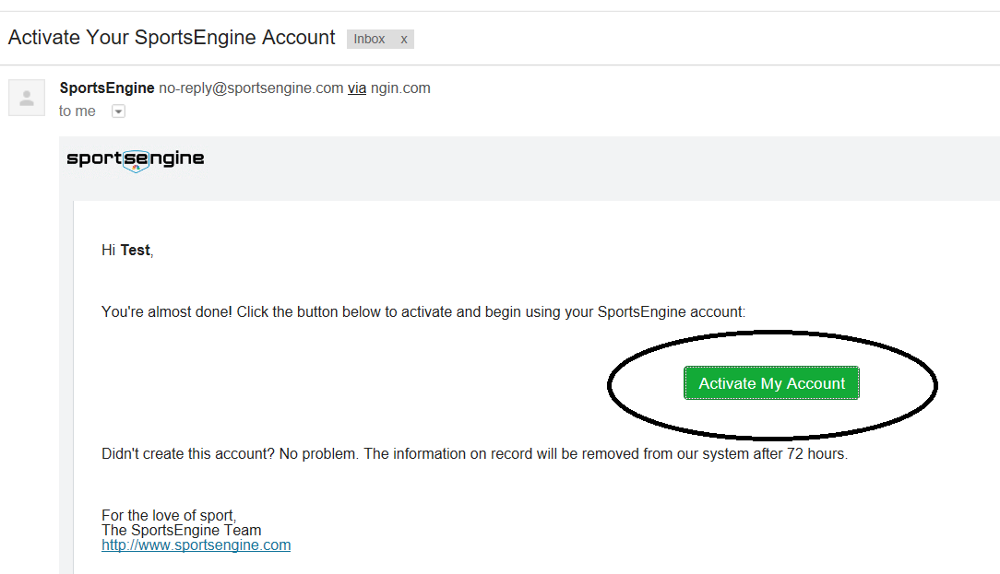 Activate Your SportsEngine Account Inbox x
SportsEngine no-reply@sportsengine.com via ngin.com
to me
sportsengine
Hi Test,
You're almost done! Click the button below to activate and begin using your SportsEngine account:
Activate My Account
Didn't create this account? No problem. The information on record will be removed from our system after 72 hours.
For the love of sport,
The SportsEngine Team
http://www.sportsengine.com